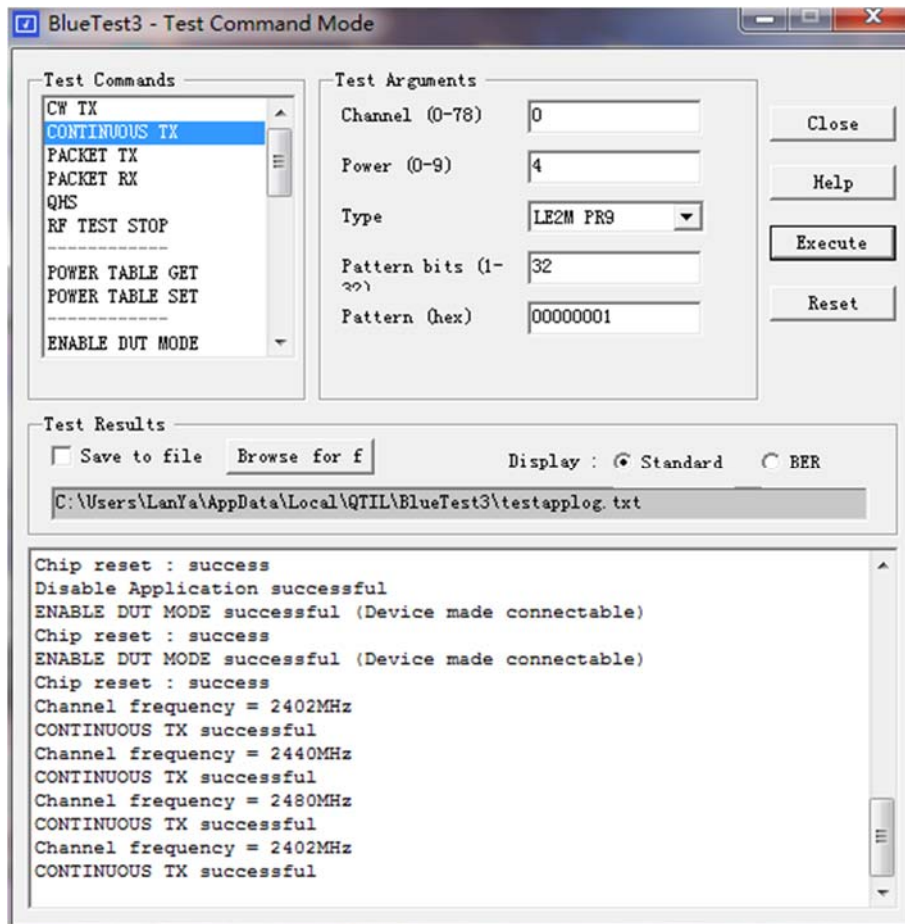 BlueTest3 - Test Command Mode
Test Commands
CW TX
CONTINUOUS TX
PACKET TX
PACKET RX
QHS
RF TEST STOP
------------
POWER TABLE GET
POWER TABLE SET
------------
ENABLE DUT MODE
Test Arguments
Channel (0-78) 0
Power (0-9) 4
Type LE2M PR9
Pattern bits (1-
32) 32
Pattern (hex) 00000001
Close
Help
Execute
Reset
Test Results
Save to file Browse for f Display : Standard BER
C:\Users\LanYa\AppData\Local\QTIL\BlueTest3\testapplog.txt
Chip reset : success
Disable Application successful
ENABLE DUT MODE successful (Device made connectable)
Chip reset : success
ENABLE DUT MODE successful (Device made connectable)
Chip reset : success
Channel frequency = 2402MHz
CONTINUOUS TX successful
Channel frequency = 2440MHz
CONTINUOUS TX successful
Channel frequency = 2480MHz
CONTINUOUS TX successful
Channel frequency = 2402MHz
CONTINUOUS TX successful